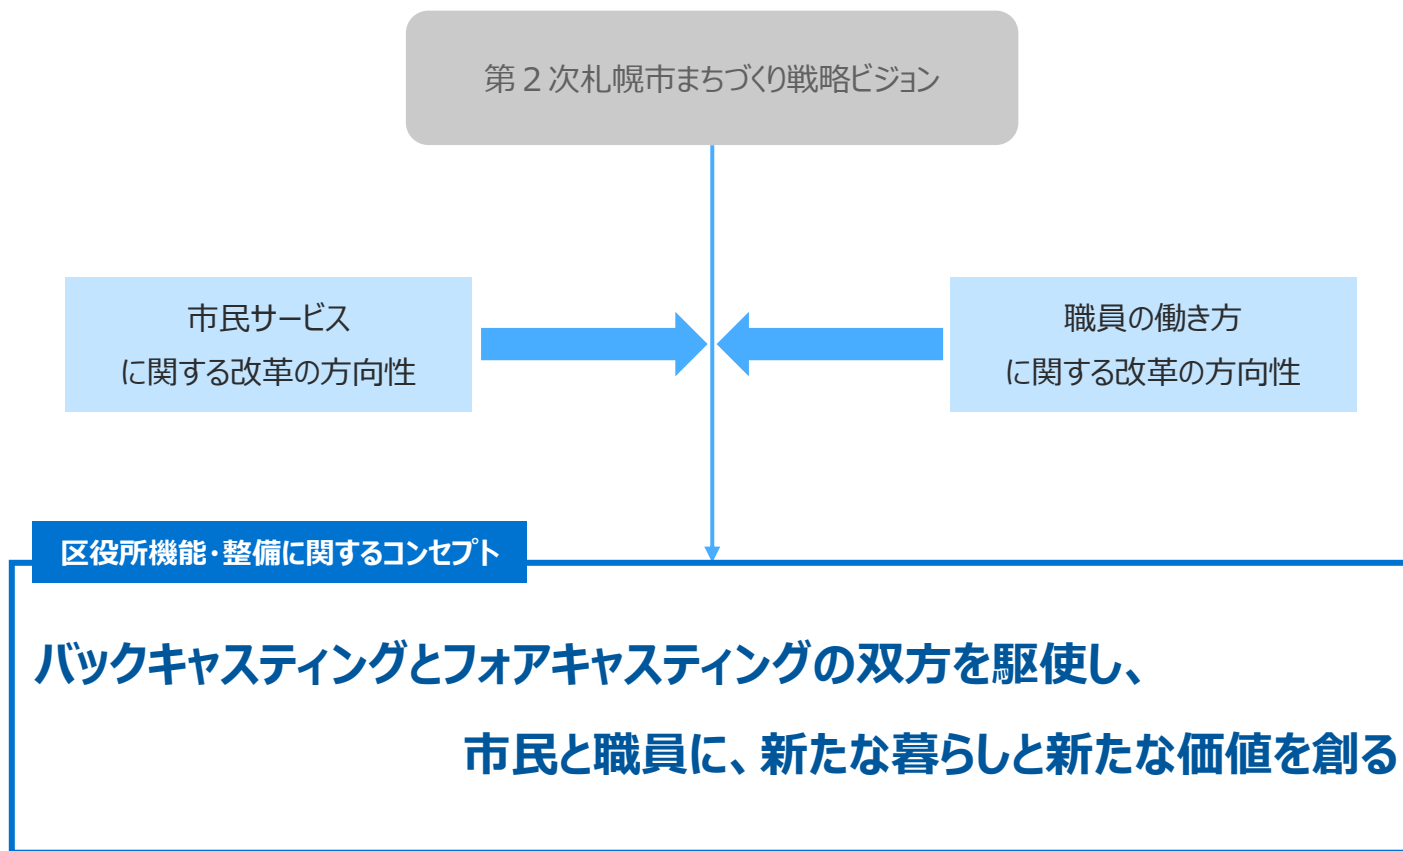 第２次札幌市まちづくり戦略ビジョン
市民サービス
に関する改革の方向性
職員の働き方
に関する改革の方向性
区役所機能・整備に関するコンセプト
バックキャスティングとフォアキャスティングの双方を駆使し、
市民と職員に、新たな暮らしと新たな価値を創る